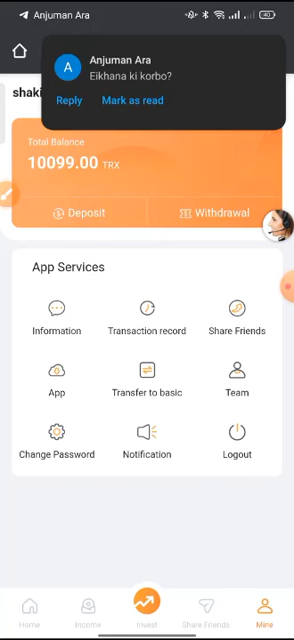 Anjuman Ara
40
A
Anjuman Ara
Eikhana ki korbo?
Reply
Mark as read
shaki
Total Balance
10099.00 TRX
Deposit
Withdrawal
App Services
Information
Transaction record
Share Friends
App
Transfer to basic
Team
Change Password
Notification
Logout
Home
Income
Invest
Share Friends
Mine